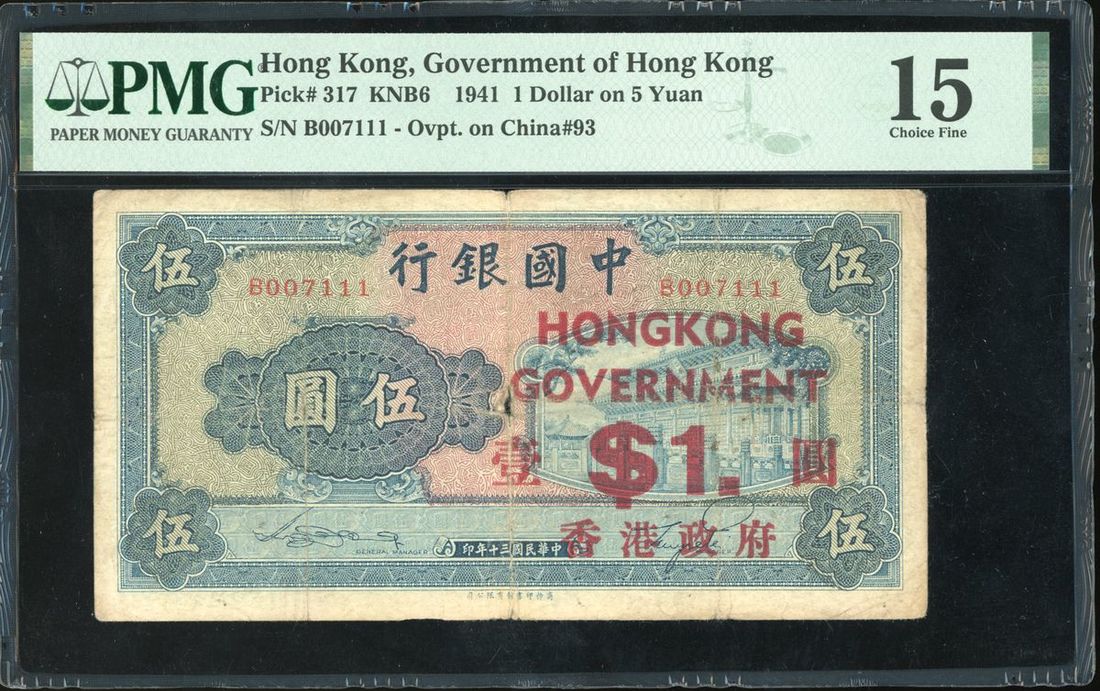 PMG
PAPER MONEY GUARANTY
Hong Kong, Government of Hong Kong
Pick# 317 KNB6 1941 1 Dollar on 5 Yuan
S/N B007111 - Ovpt. on China#93
15
Choice Fine
伍
行銀國中
伍
B007111
B007111
HONGKONG
GOVERNMENT
圓伍
壹 $1. 圓
伍
香港政府
伍
GENERAL MANAGER
印年十三國民華中